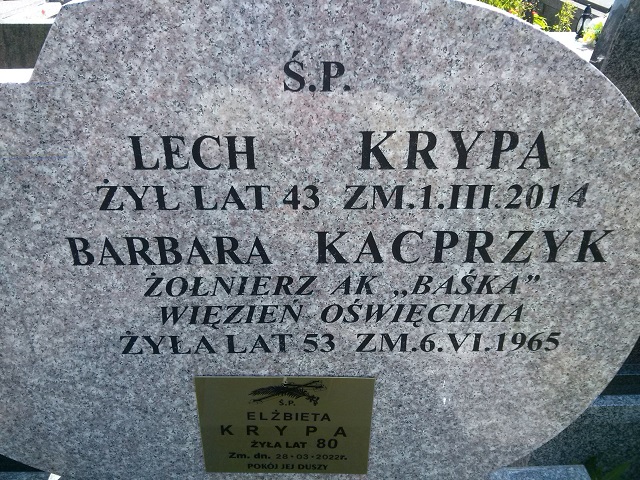 Ś.P.
LECH KRYPA
ŻYŁ LAT 43 ZM.1.III.2014
BARBARA KACPRZYK
ŻOŁNIERZ AK „BAŚKA”
WIĘZIEŃ OŚWIĘCIMIA
ŻYŁA LAT 53 ZM.6.VI.1965
Ś.P.
ELŻBIETA
KRYPA
ŻYŁA LAT 80
Zm. dn. 28-03-2022r.
POKÓJ JEJ DUSZY